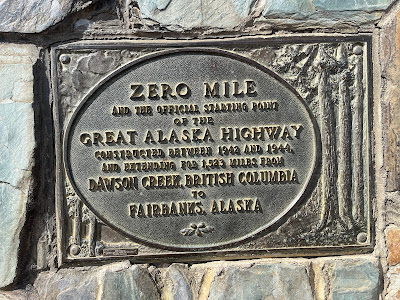 ZERO MILE
AND THE OFFICIAL STARTING POINT
OF THE
GREAT ALASKA HIGHWAY
CONSTRUCTED BETWEEN 1942 AND 1944,
AND EXTENDING FOR 1,523 MILES FROM
DAWSON CREEK, BRITISH COLUMBIA
TO
FAIRBANKS, ALASKA